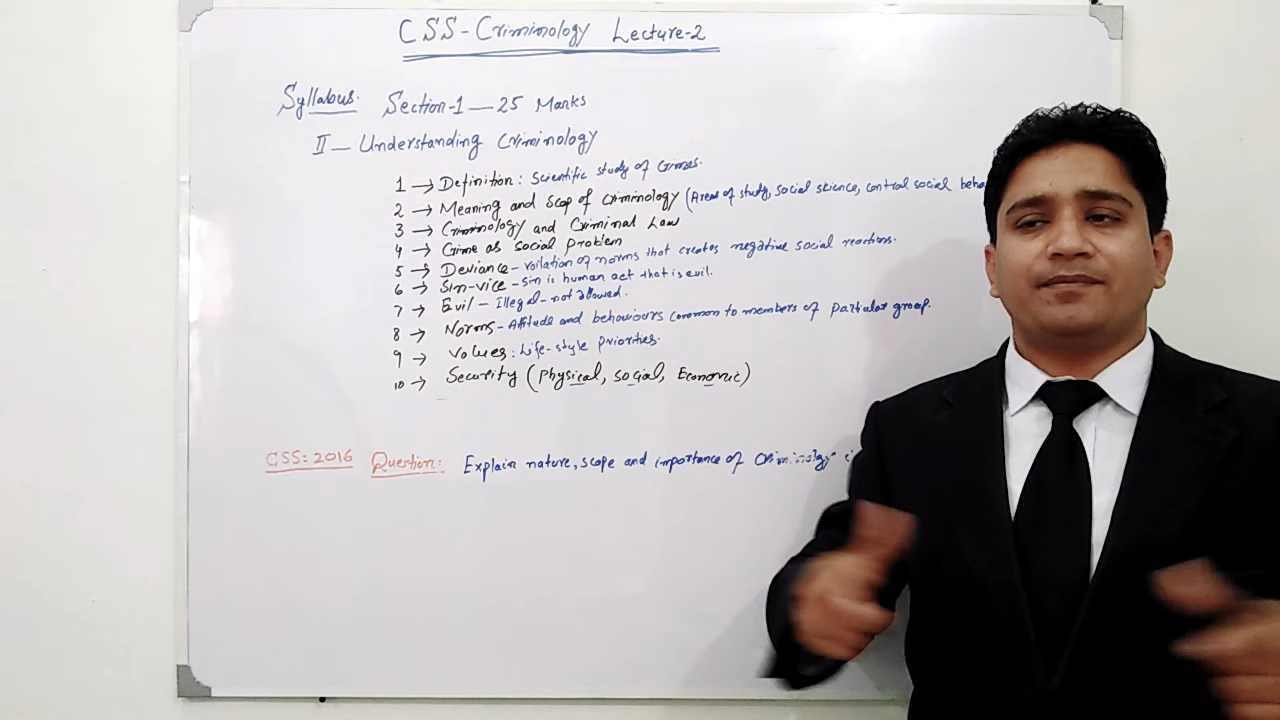 CSS-Criminology Lecture-2
Syllabus. Section-1 — 25 Marks
II — Understanding Criminology
1 → Definition: Scientific study of Crimes.
2 → Meaning and Scop of criminology (Areas of study, social science, control social beha
3 → Criminology and Criminal Law
4 → Crime as social problem
5 → Deviance - voilation of norms that creates negative social reactions.
6 → Sin-vice - sin is human act that is evil.
7 → Evil - Illegal - not allowed.
8 → Norms - Attitude and behaviours common to members of particular group.
9 → Values: Life-style priorities.
10 → Security (Physical, Social, Economic)
CSS: 2016 Question: Explain nature, scope and importance of Criminology